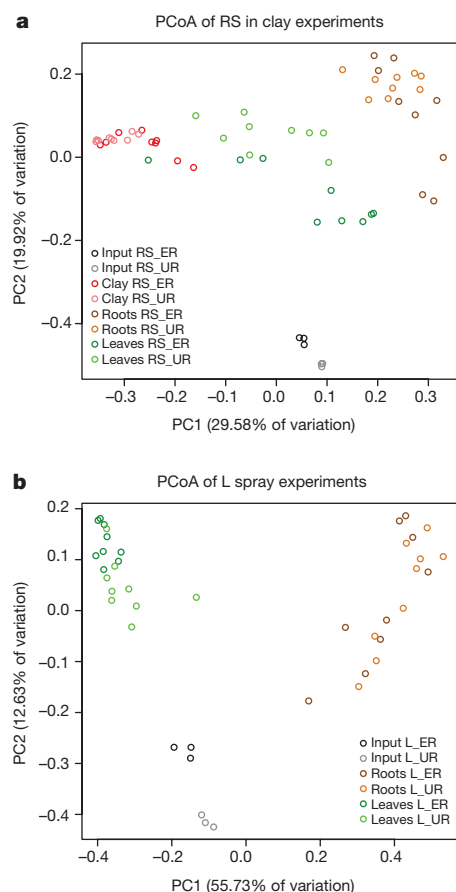 a
PCoA of RS in clay experiments
PC2 (19.92% of variation)
0.2
0.0
−0.2
−0.4
Input RS_ER
Input RS_UR
Clay RS_ER
Clay RS_UR
Roots RS_ER
Roots RS_UR
Leaves RS_ER
Leaves RS_UR
−0.3 −0.2 −0.1 0.0 0.1 0.2 0.3
PC1 (29.58% of variation)
b
PCoA of L spray experiments
PC2 (12.63% of variation)
0.2
0.1
0.0
−0.1
−0.2
−0.3
−0.4
Input L_ER
Input L_UR
Roots L_ER
Roots L_UR
Leaves L_ER
Leaves L_UR
−0.4 −0.2 0.0 0.2 0.4
PC1 (55.73% of variation)